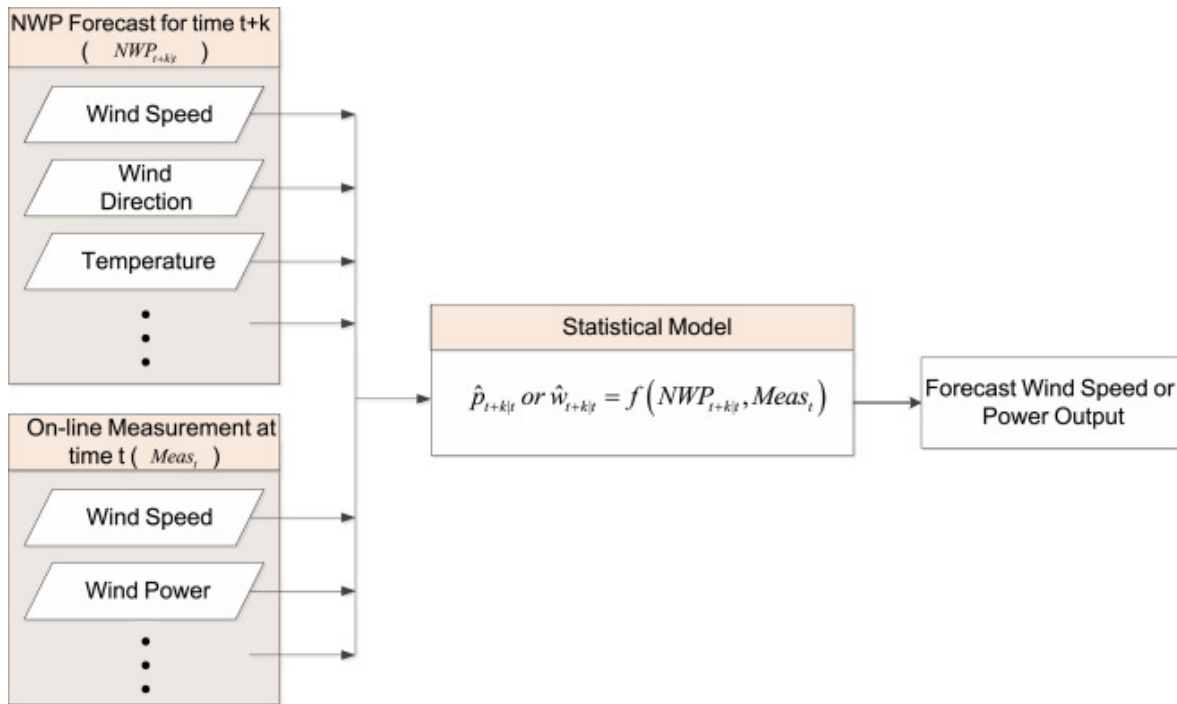 NWP Forecast for time t+k
( NWP_{t+k|t} )
Wind Speed
Wind
Direction
Temperature
On-line Measurement at
time t ( Meas_t )
Wind Speed
Wind Power
Statistical Model
p̂_{t+k|t} or ŵ_{t+k|t} = f(NWP_{t+k|t}, Meas_t)
Forecast Wind Speed or
Power Output